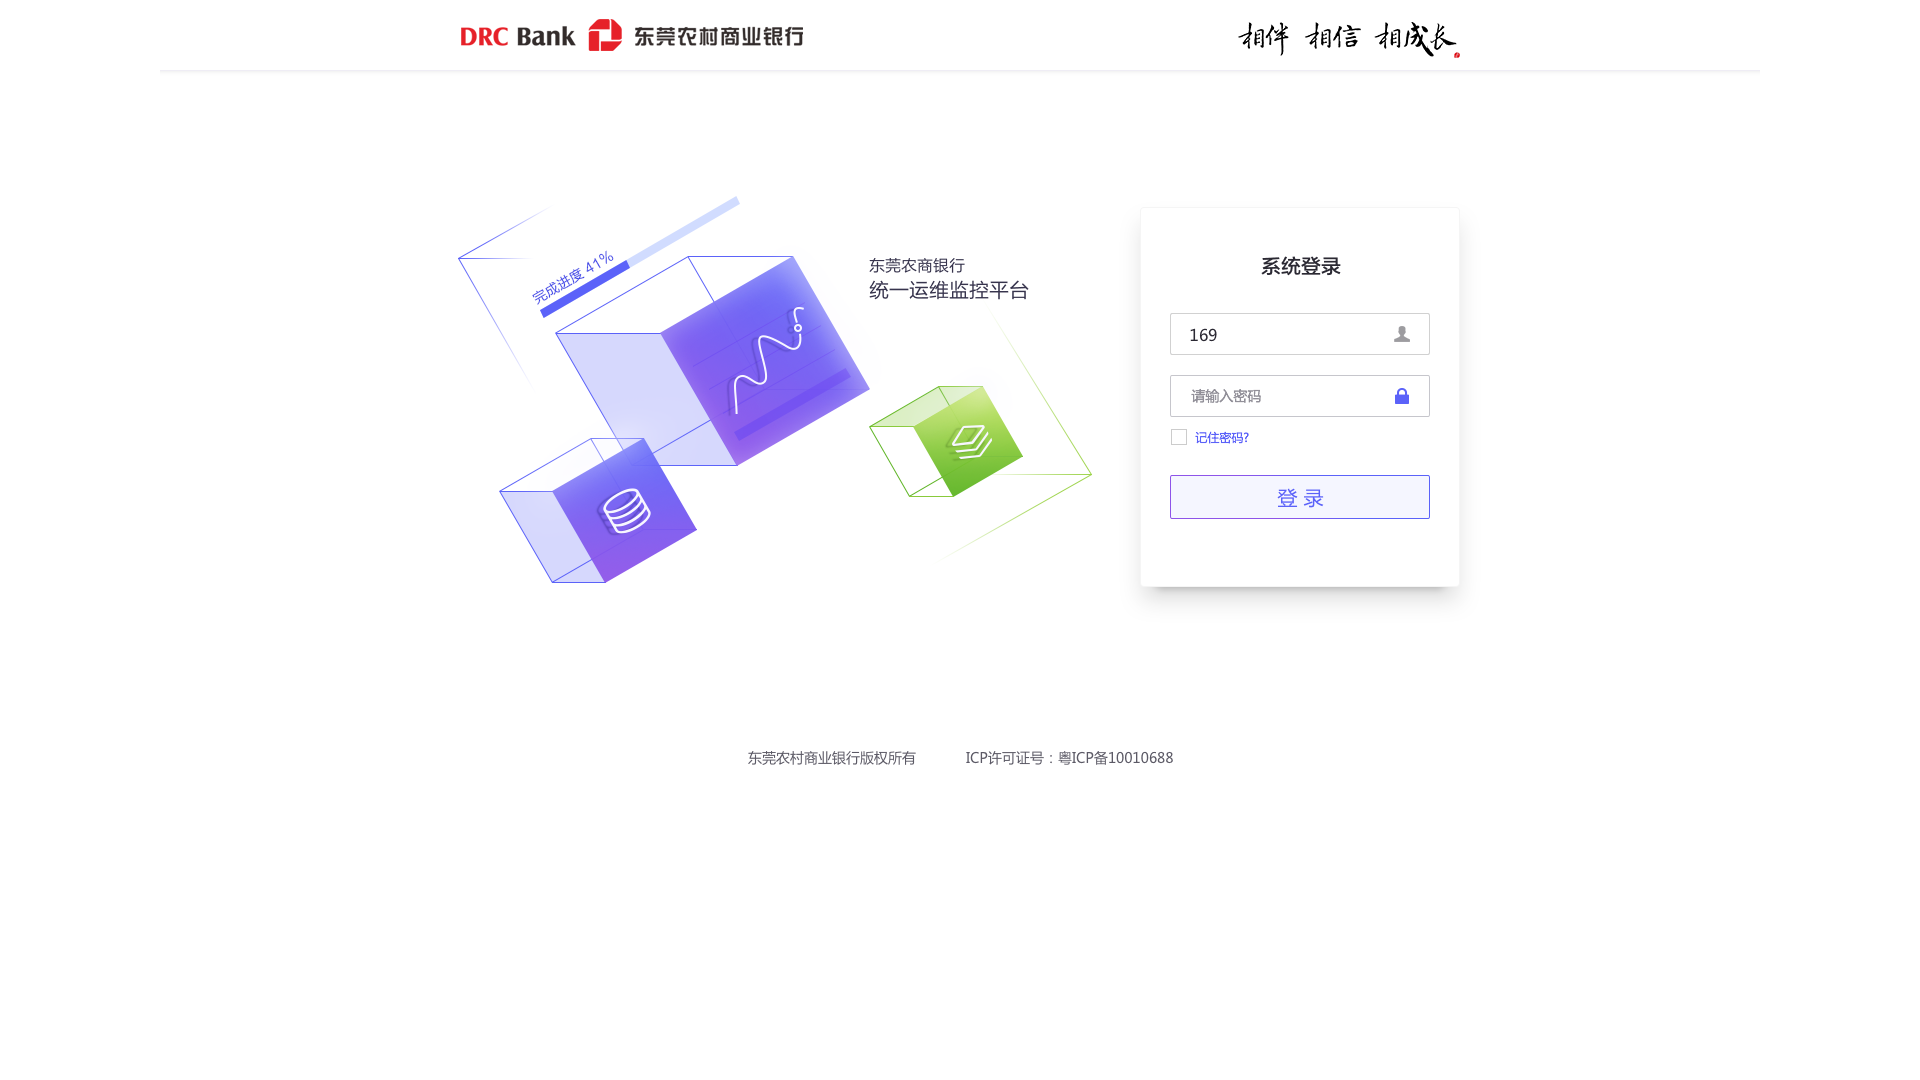 DRC Bank 东莞农村商业银行
相伴 相信 相成长
完成进度 41%
东莞农商银行
统一运维监控平台
系统登录
169
请输入密码
记住密码?
登 录
东莞农村商业银行版权所有 ICP许可证号：粤ICP备10010688